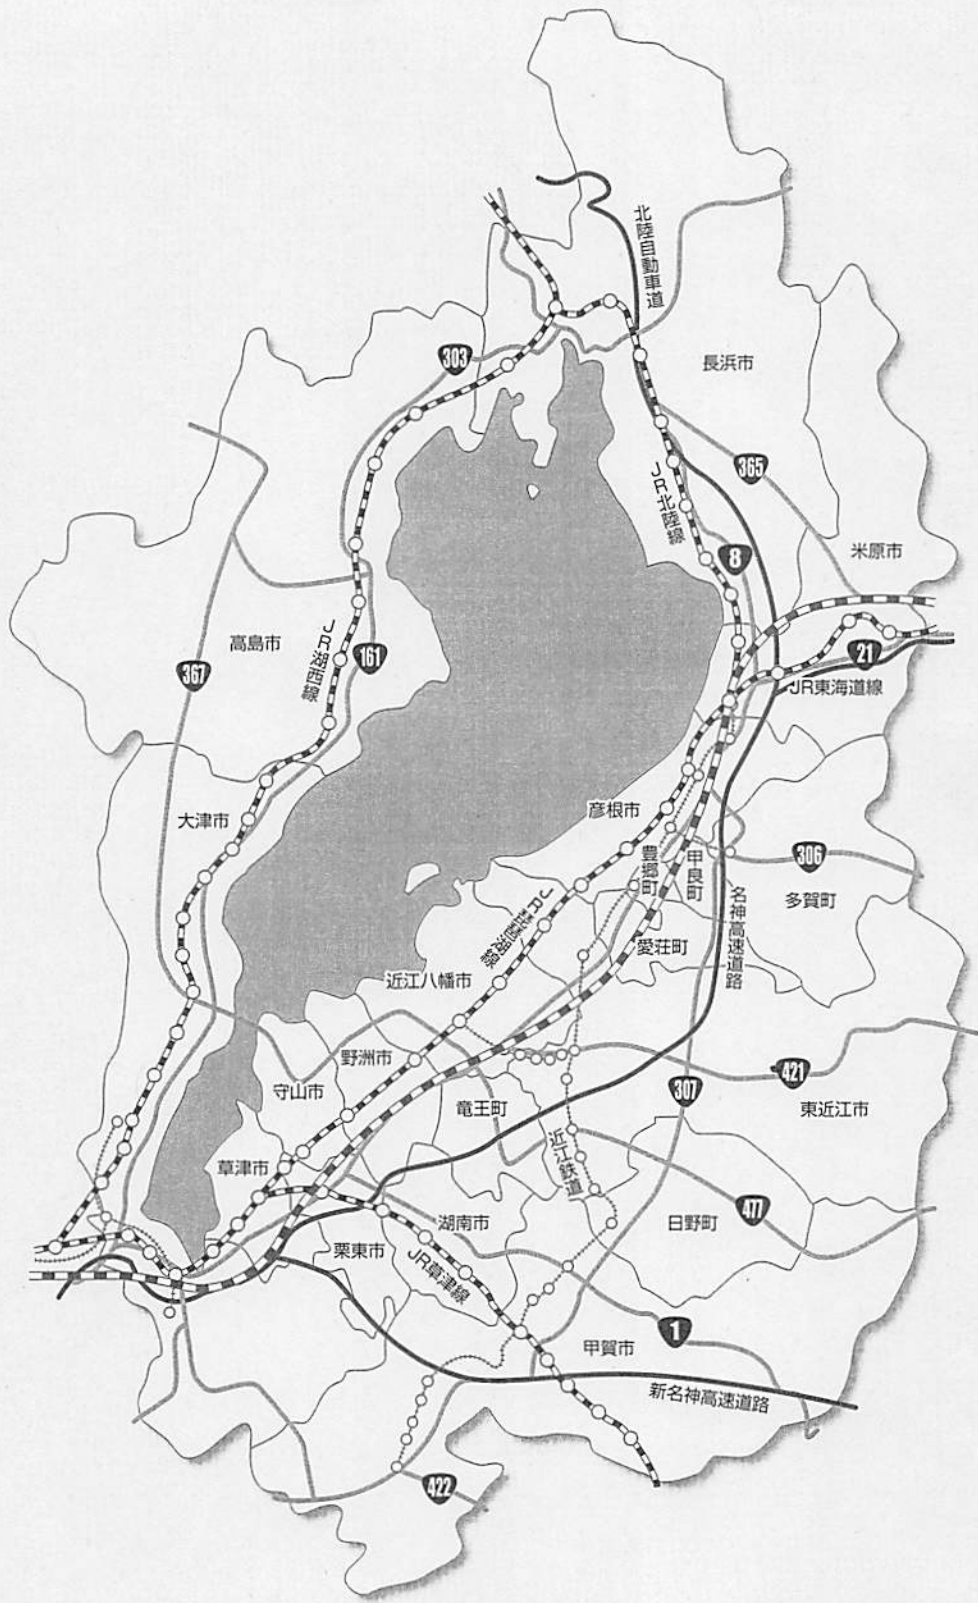 北陸自動車道
303
長浜市
365
JR北陸線
8
米原市
高島市
JR湖西線
161
367
21
JR東海道線
大津市
彦根市
豊郷町
甲良町
306
多賀町
名神高速道路
JR琵琶湖線
愛荘町
近江八幡市
野洲市
守山市
竜王町
307
421
東近江市
草津市
近江鉄道
湖南市
日野町
477
栗東市
JR草津線
甲賀市
1
新名神高速道路
422